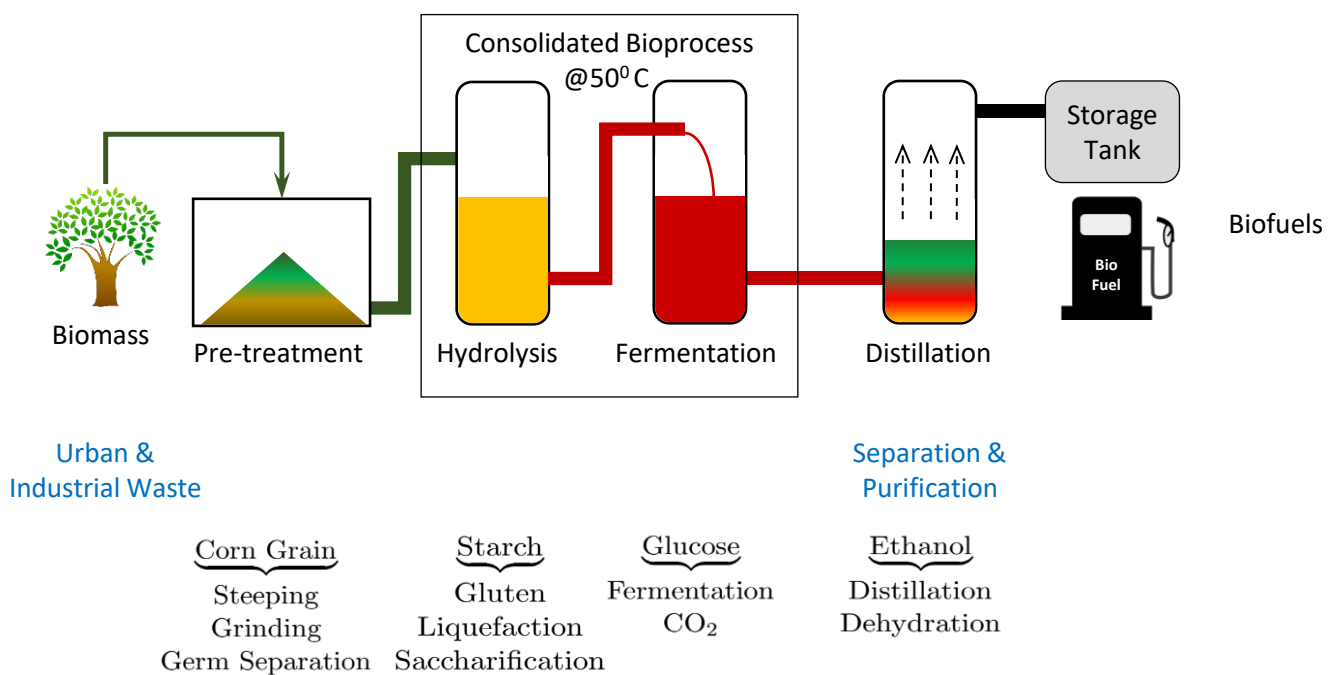 Consolidated Bioprocess
@50⁰ C
Storage
Tank
Biofuels
Bio
Fuel
Biomass
Pre-treatment
Hydrolysis
Fermentation
Distillation
Urban &
Industrial Waste
Separation &
Purification
Corn Grain
Steeping
Grinding
Germ Separation
Starch
Gluten
Liquefaction
Saccharification
Glucose
Fermentation
CO₂
Ethanol
Distillation
Dehydration